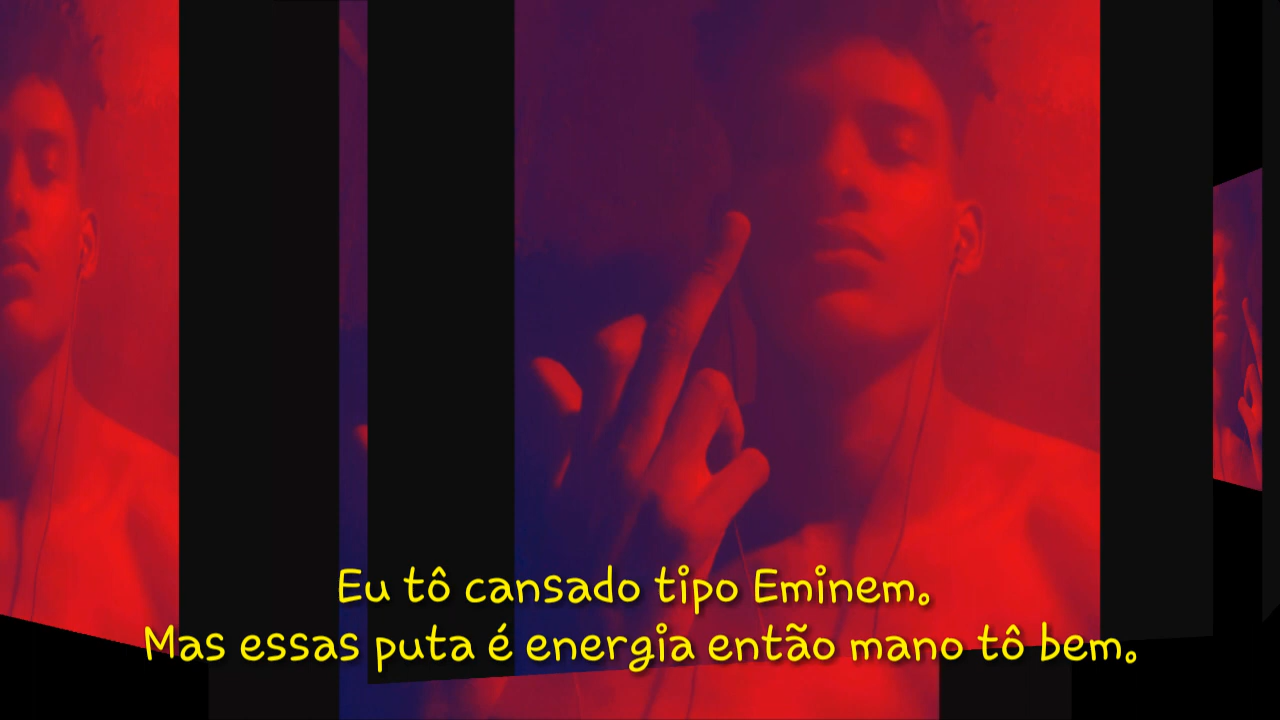 Eu tô cansado tipo Eminem.
Mas essas puta é energia então mano tô bem.